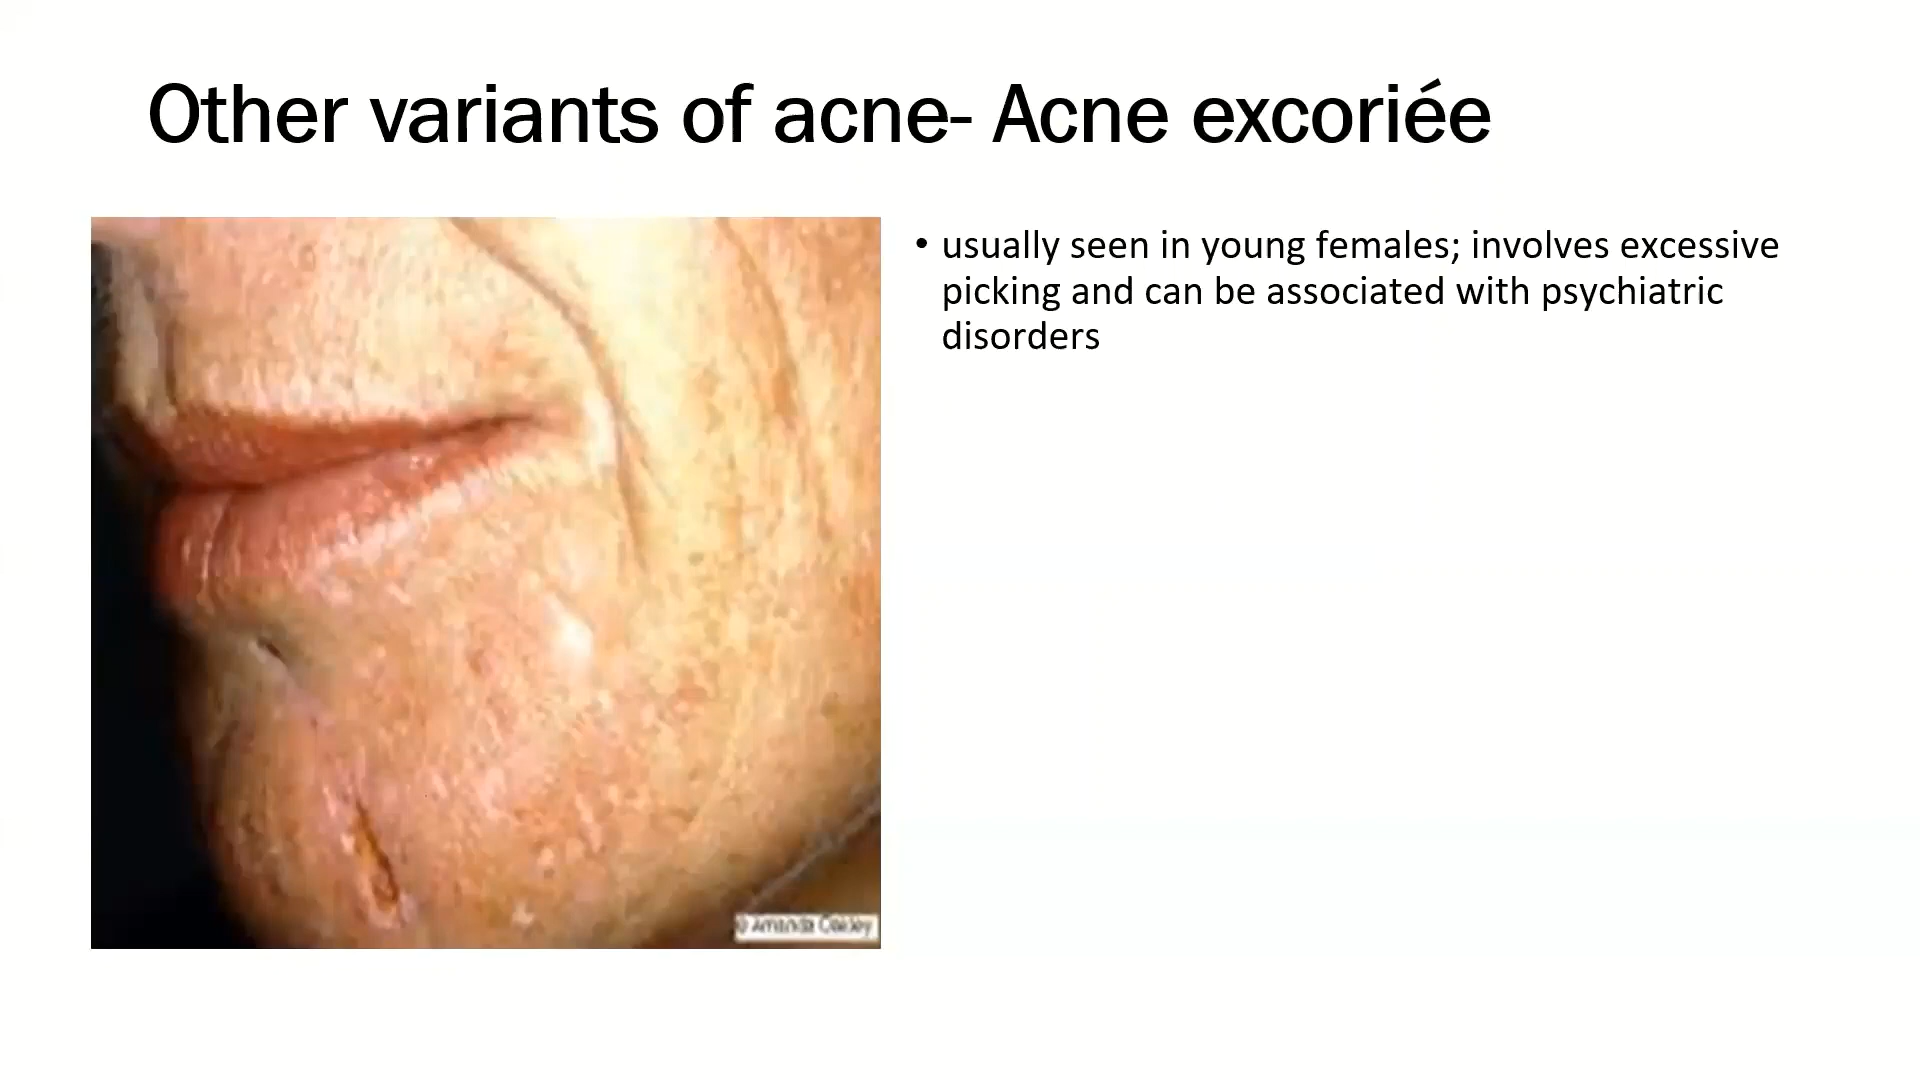 Other variants of acne- Acne excoriée
• usually seen in young females; involves excessive
picking and can be associated with psychiatric
disorders
© Amanda Oakley